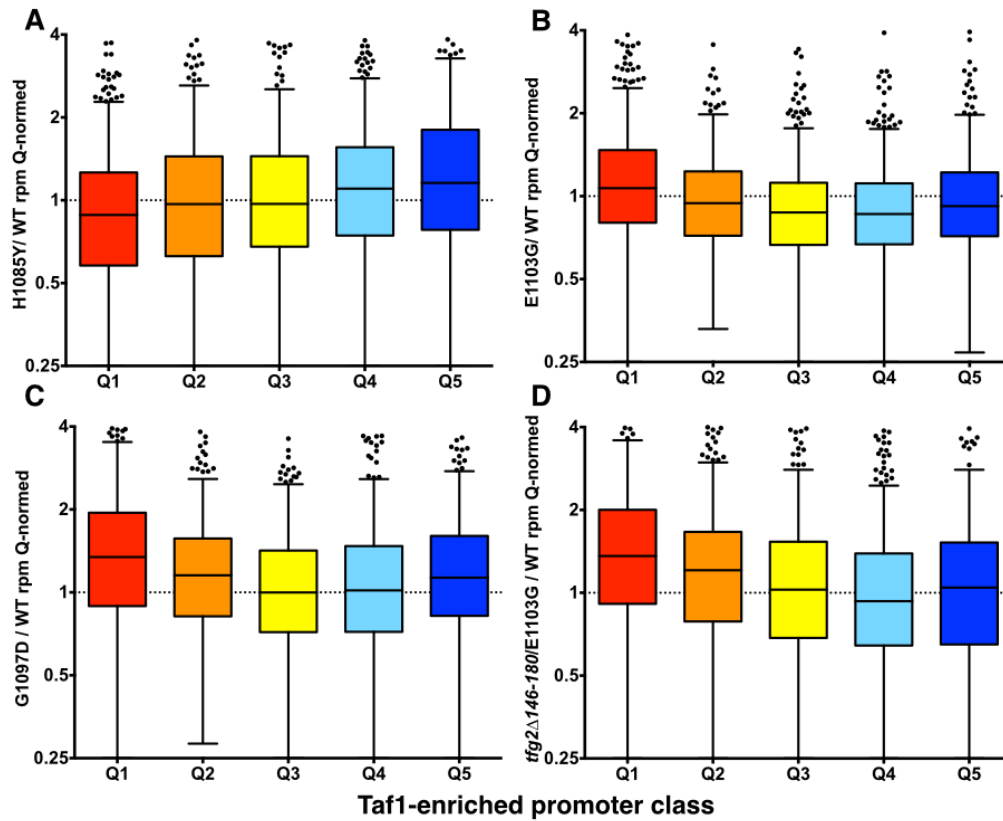 A
B
4
2
1
0.5
0.25
H1085Y/ WT rpm Q-normed
Q1 Q2 Q3 Q4 Q5
4
2
1
0.5
0.25
E1103G/ WT rpm Q-normed
Q1 Q2 Q3 Q4 Q5
C
D
4
2
1
0.5
0.25
G1097D / WT rpm Q-normed
Q1 Q2 Q3 Q4 Q5
4
2
1
0.5
0.25
tfg2Δ146-180/E1103G / WT rpm Q-normed
Q1 Q2 Q3 Q4 Q5
Taf1-enriched promoter class